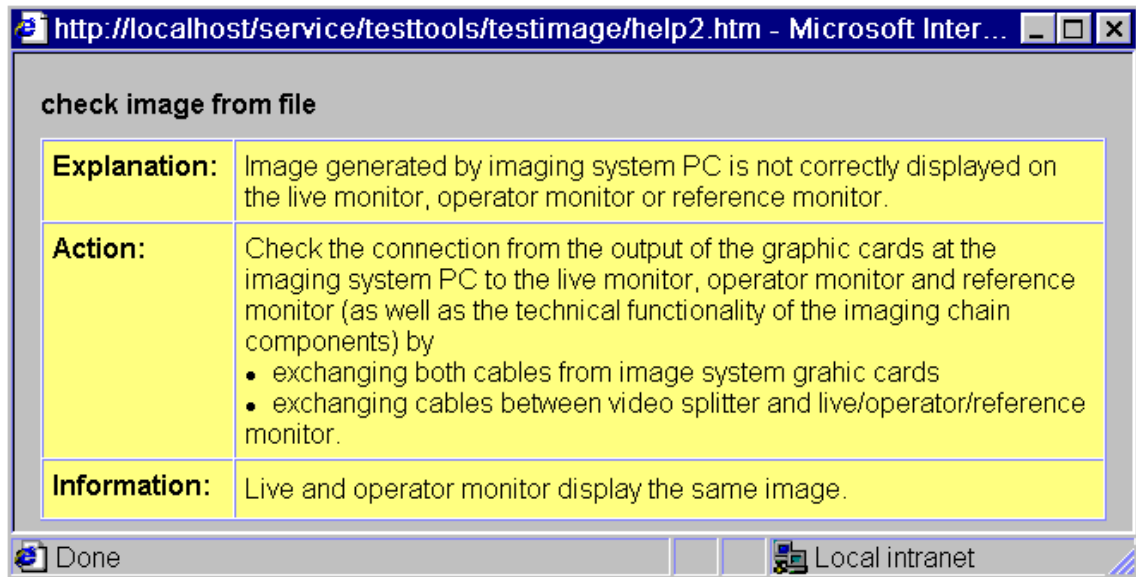 http://localhost/service/testtools/testimage/help2.htm - Microsoft Inter...
check image from file
Explanation:
Image generated by imaging system PC is not correctly displayed on
the live monitor, operator monitor or reference monitor.
Action:
Check the connection from the output of the graphic cards at the
imaging system PC to the live monitor, operator monitor and reference
monitor (as well as the technical functionality of the imaging chain
components) by
• exchanging both cables from image system grahic cards
• exchanging cables between video splitter and live/operator/reference
monitor.
Information:
Live and operator monitor display the same image.
Done
Local intranet